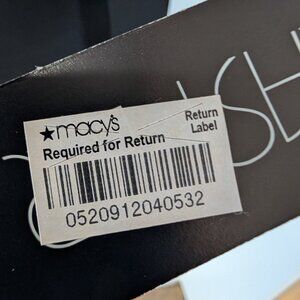 ★macy's
Return
Label
Required for Return
0520912040532